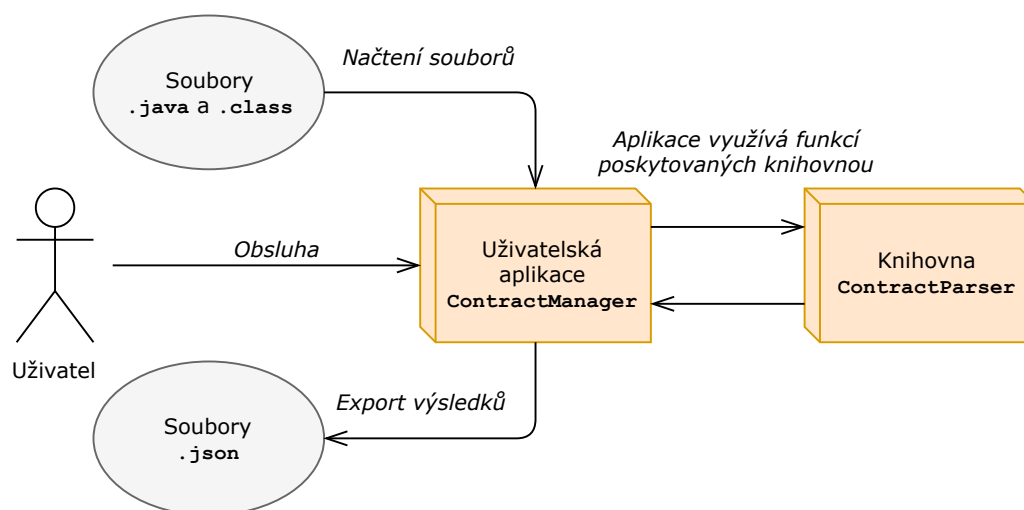 Soubory
.java a .class
Načtení souborů
Aplikace využívá funkcí
poskytovaných knihovnou
Obsluha
Uživatelská
aplikace
ContractManager
Knihovna
ContractParser
Uživatel
Export výsledků
Soubory
.json